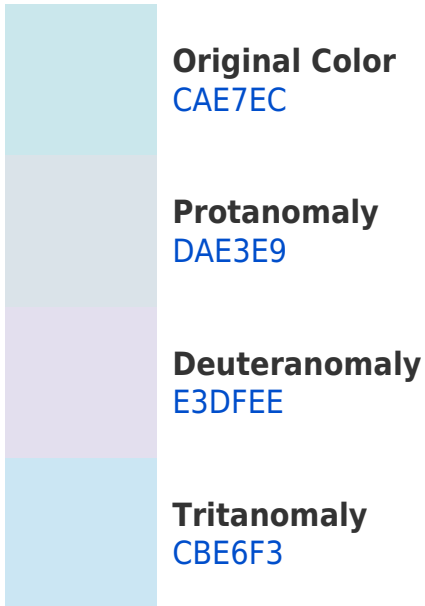 Original Color
CAE7EC
Protanomaly
DAE3E9
Deuteranomaly
E3DFEE
Tritanomaly
CBE6F3